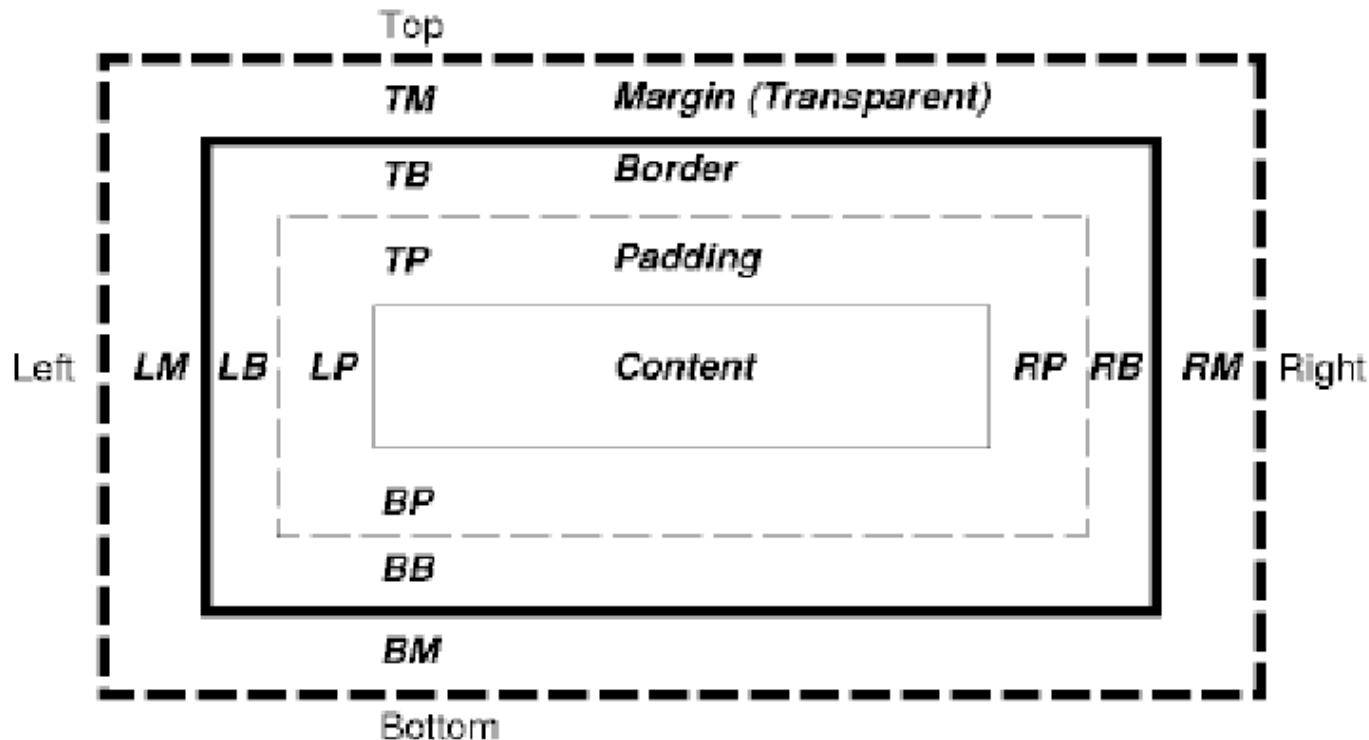 Top
TM Margin (Transparent)
TB Border
TP Padding
Left LM LB LP Content RP RB RM Right
BP
BB
BM
Bottom